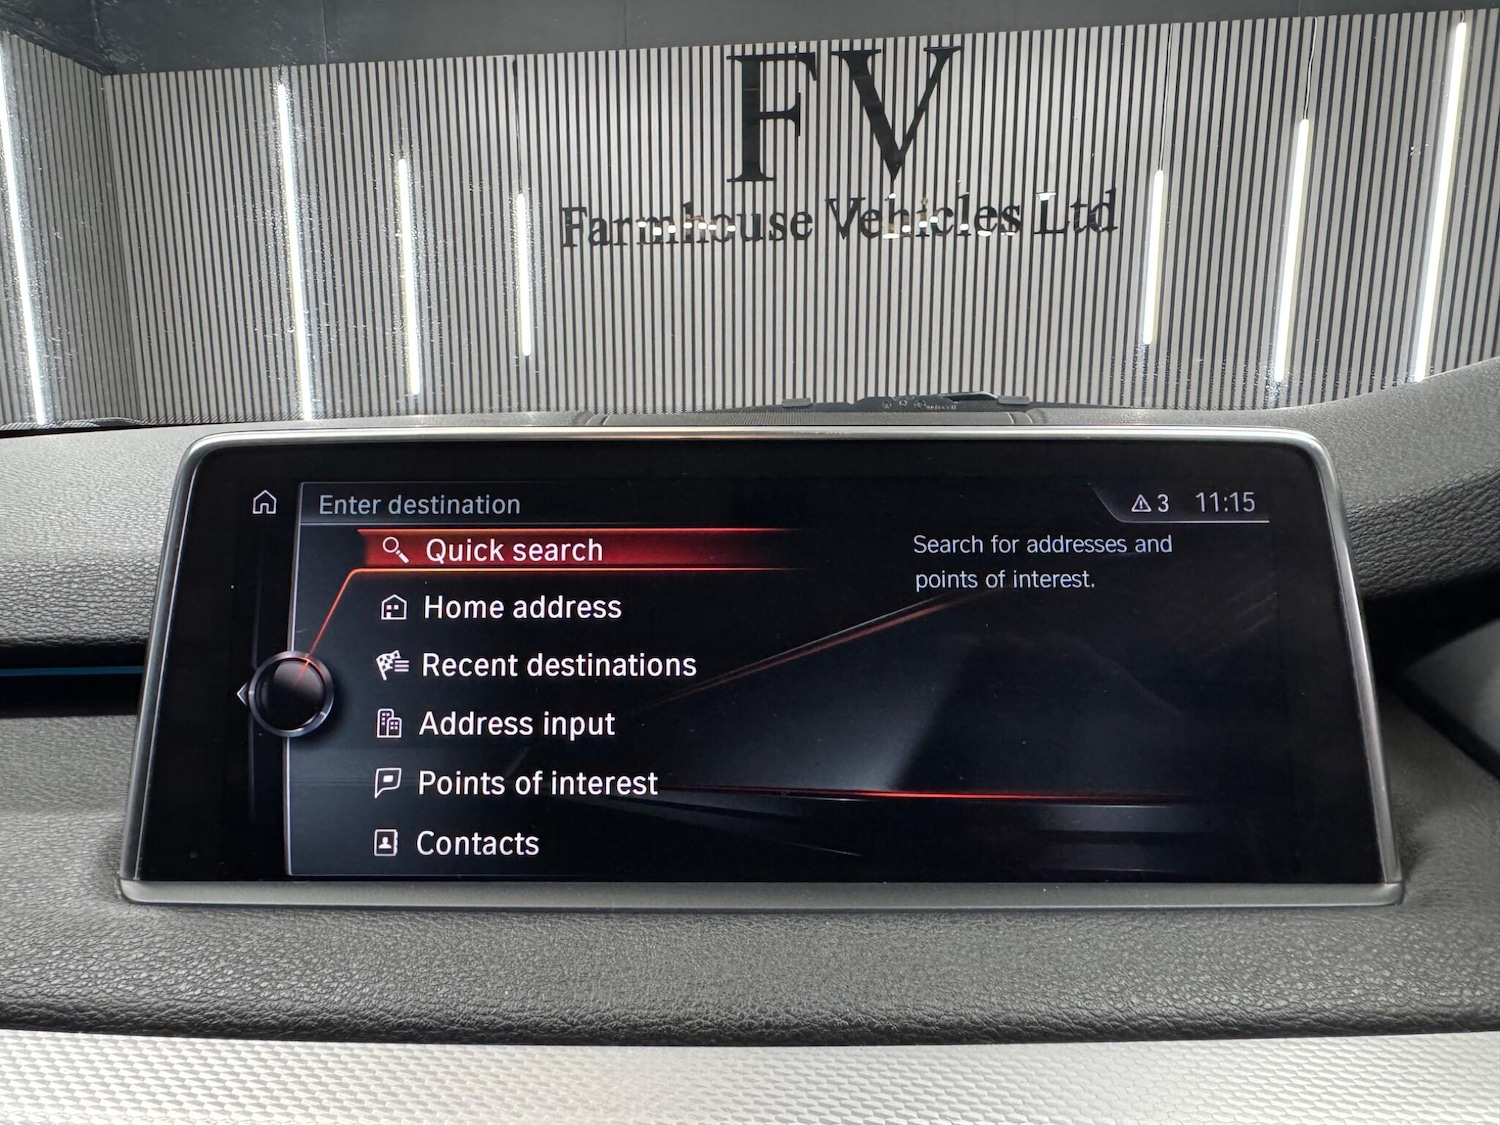 FV
Farmhouse Vehicles Ltd
Enter destination
3 11:15
Quick search
Search for addresses and
points of interest.
Home address
Recent destinations
Address input
Points of interest
Contacts